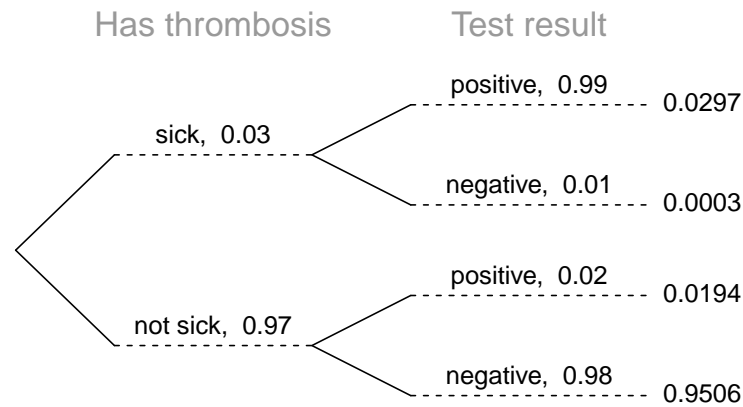 Has thrombosis
Test result
sick, 0.03
positive, 0.99
0.0297
negative, 0.01
0.0003
not sick, 0.97
positive, 0.02
0.0194
negative, 0.98
0.9506